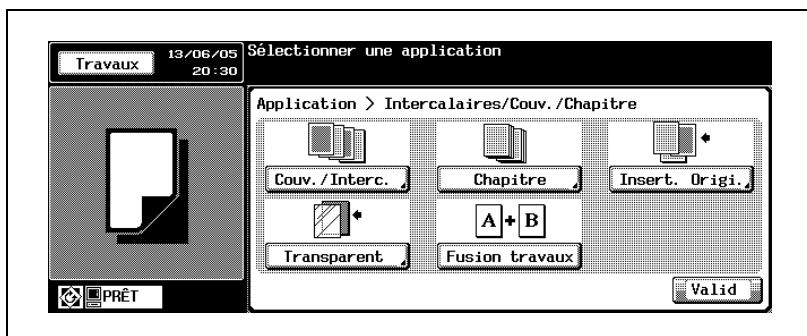 Travaux
13/06/05
20:30
Sélectionner une application
Application > Intercalaires/Couv./Chapitre
Couv./Interc.
Chapitre
Insert. Origi.
A+B
Transparent
Fusion travaux
PRÊT
Valid